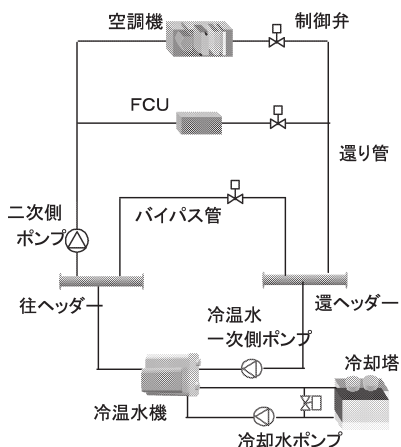 空調機
制御弁
FCU
還り管
二次側
ポンプ
バイパス管
往ヘッダー
還ヘッダー
冷温水
一次側ポンプ
冷却塔
冷温水機
冷却水ポンプ